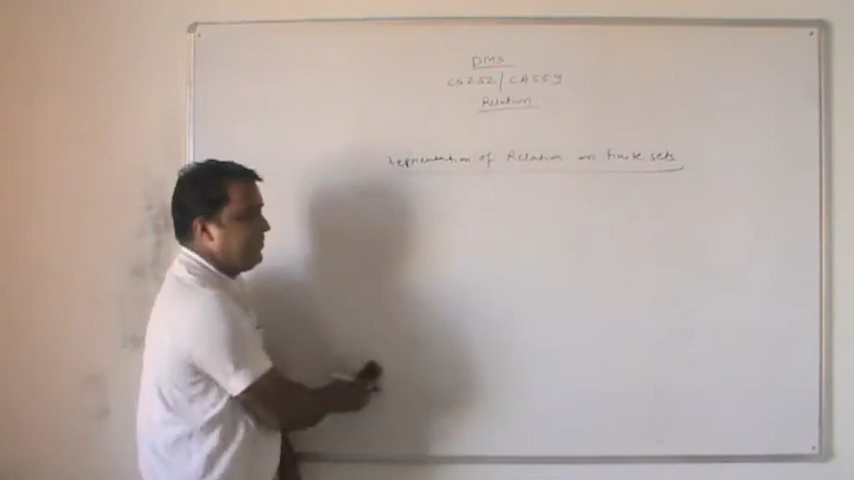 DMS
CS252/CA559
Relation
Representation of Relation on finite sets